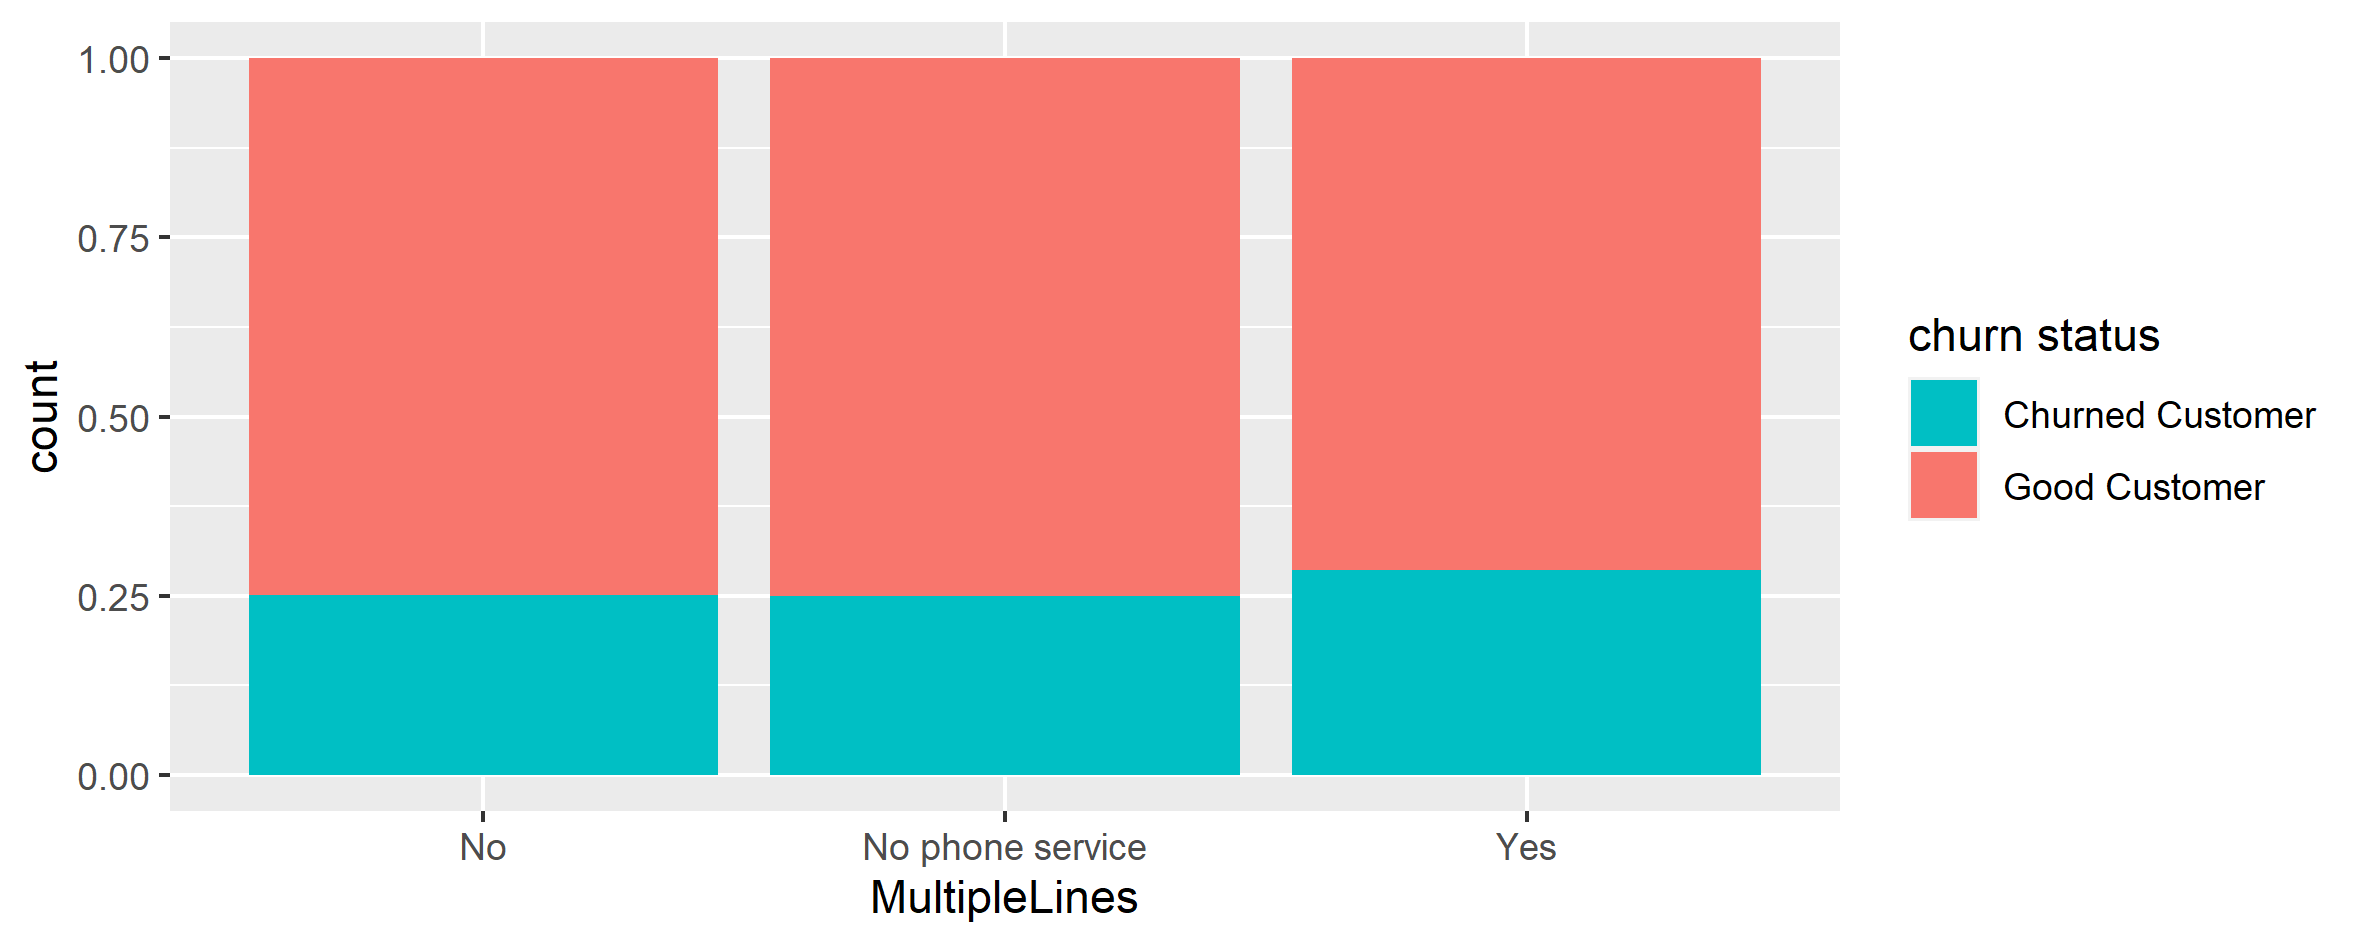 count
1.00
0.75
0.50
0.25
0.00
No
No phone service
Yes
MultipleLines
churn status
Churned Customer
Good Customer